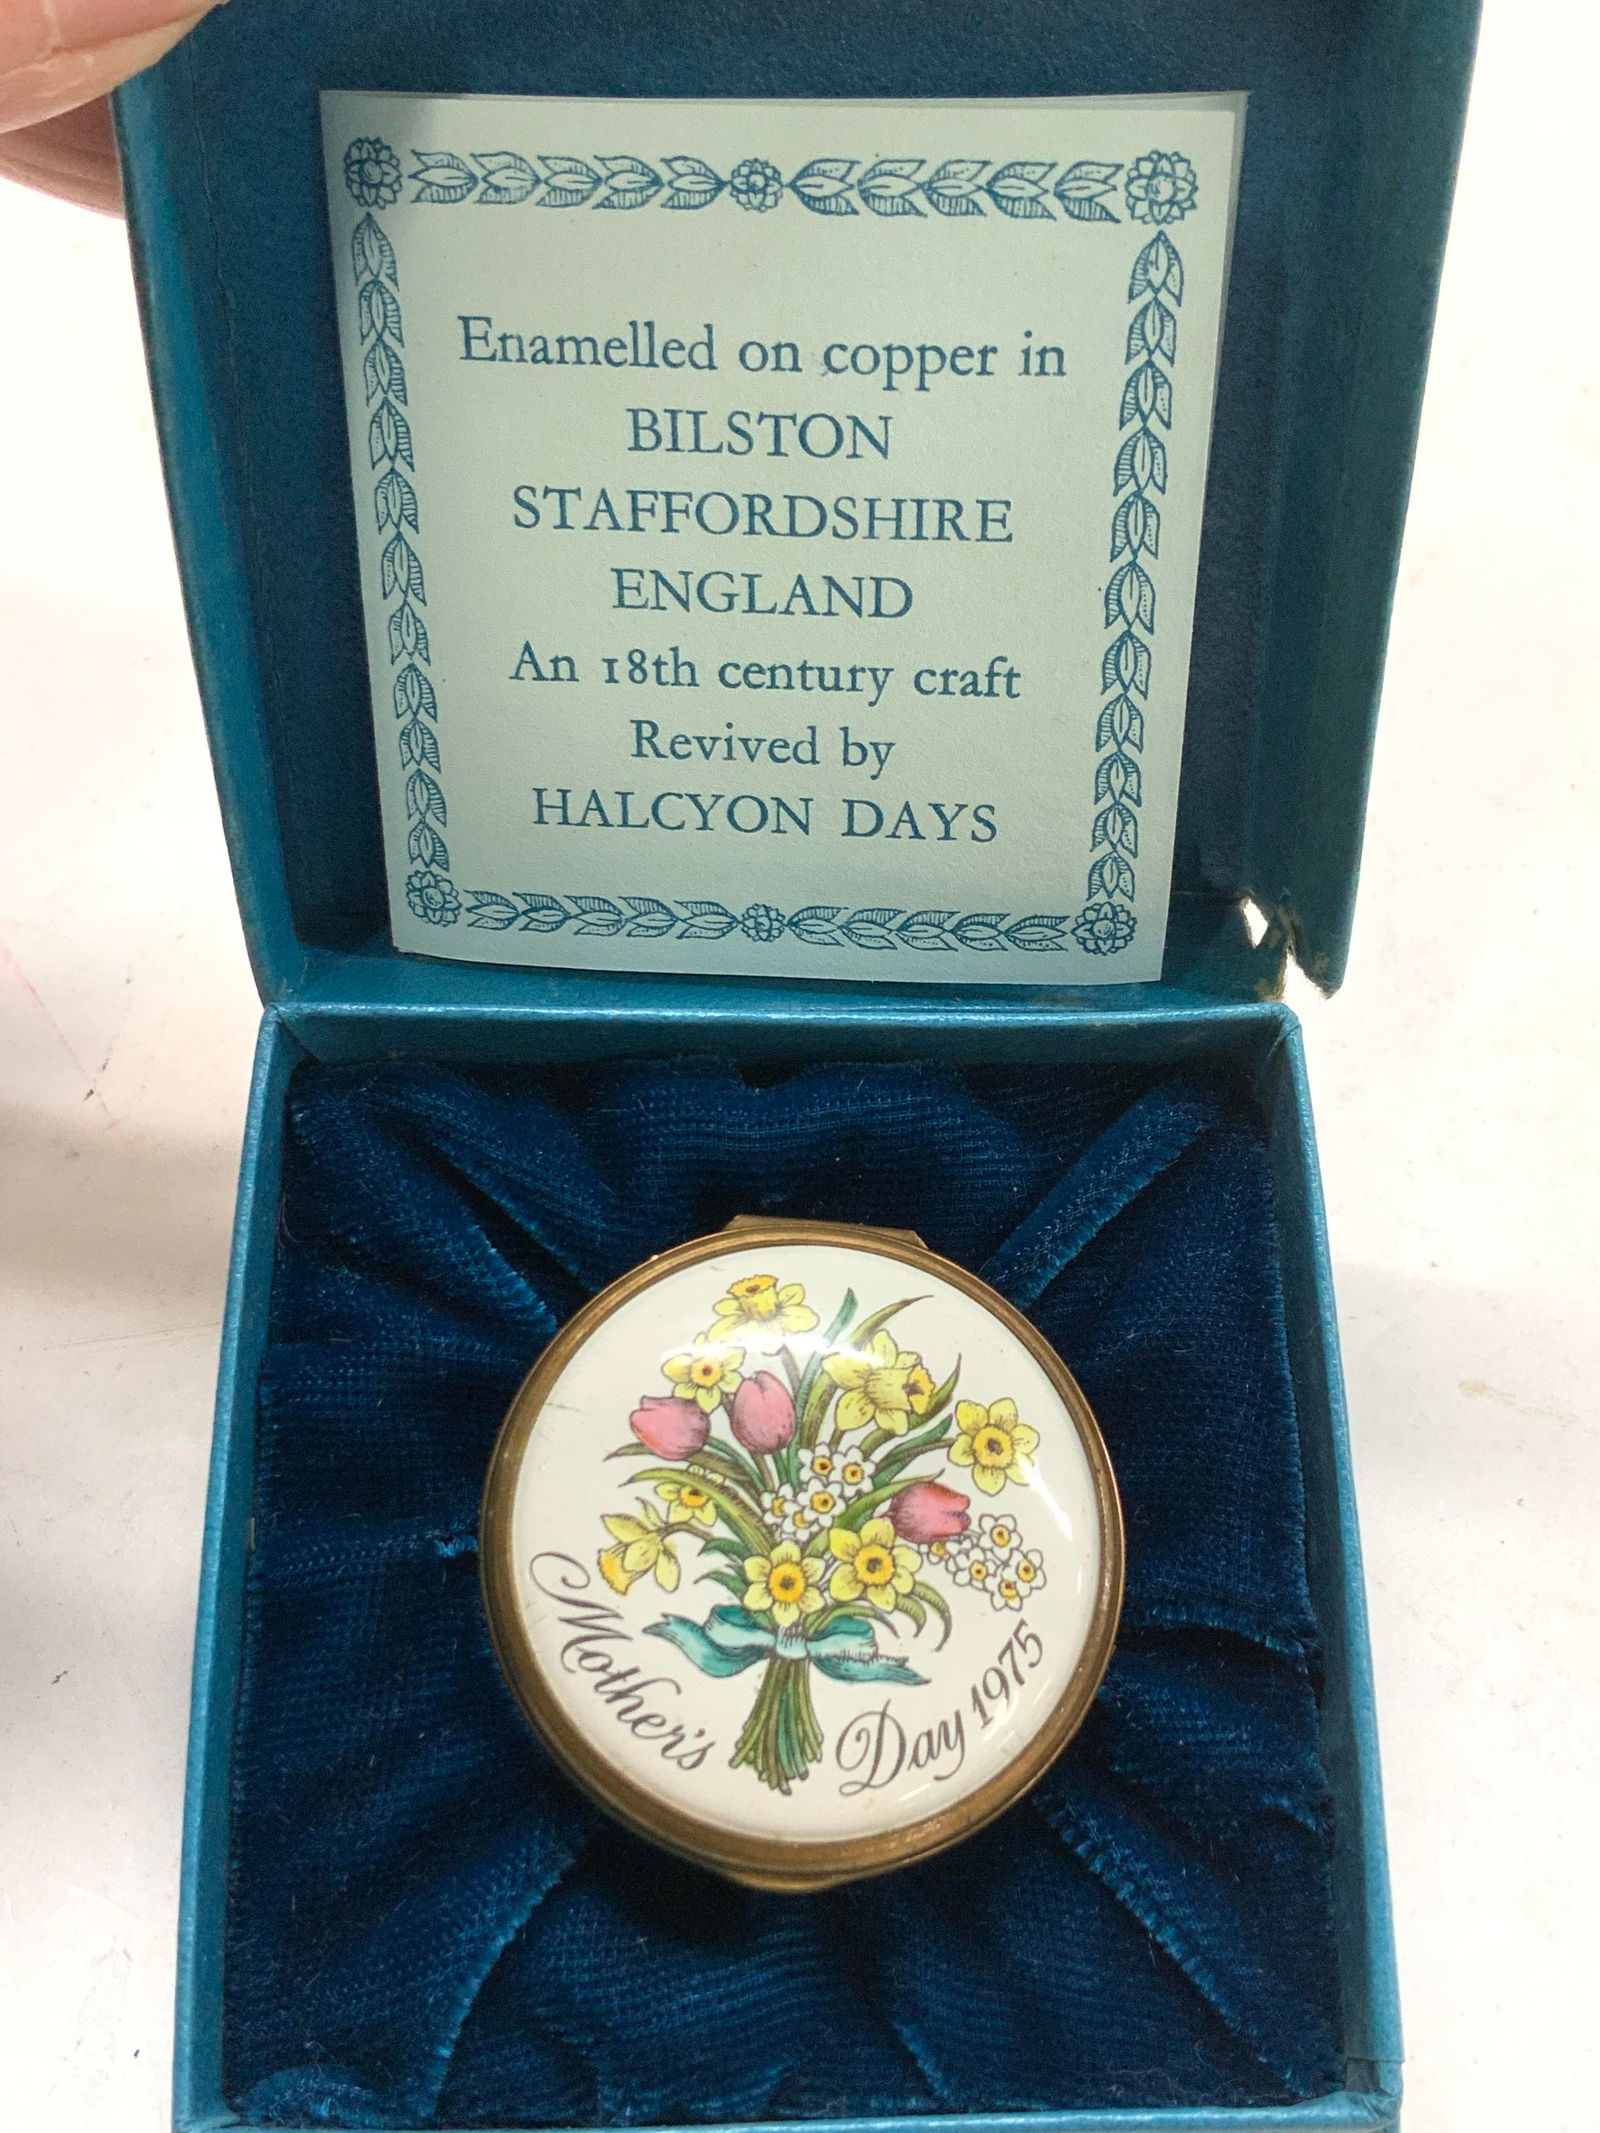 Enamelled on copper in
BILSTON
STAFFORDSHIRE
ENGLAND
An 18th century craft
Revived by
HALCYON DAYS
Mother's Day 1975